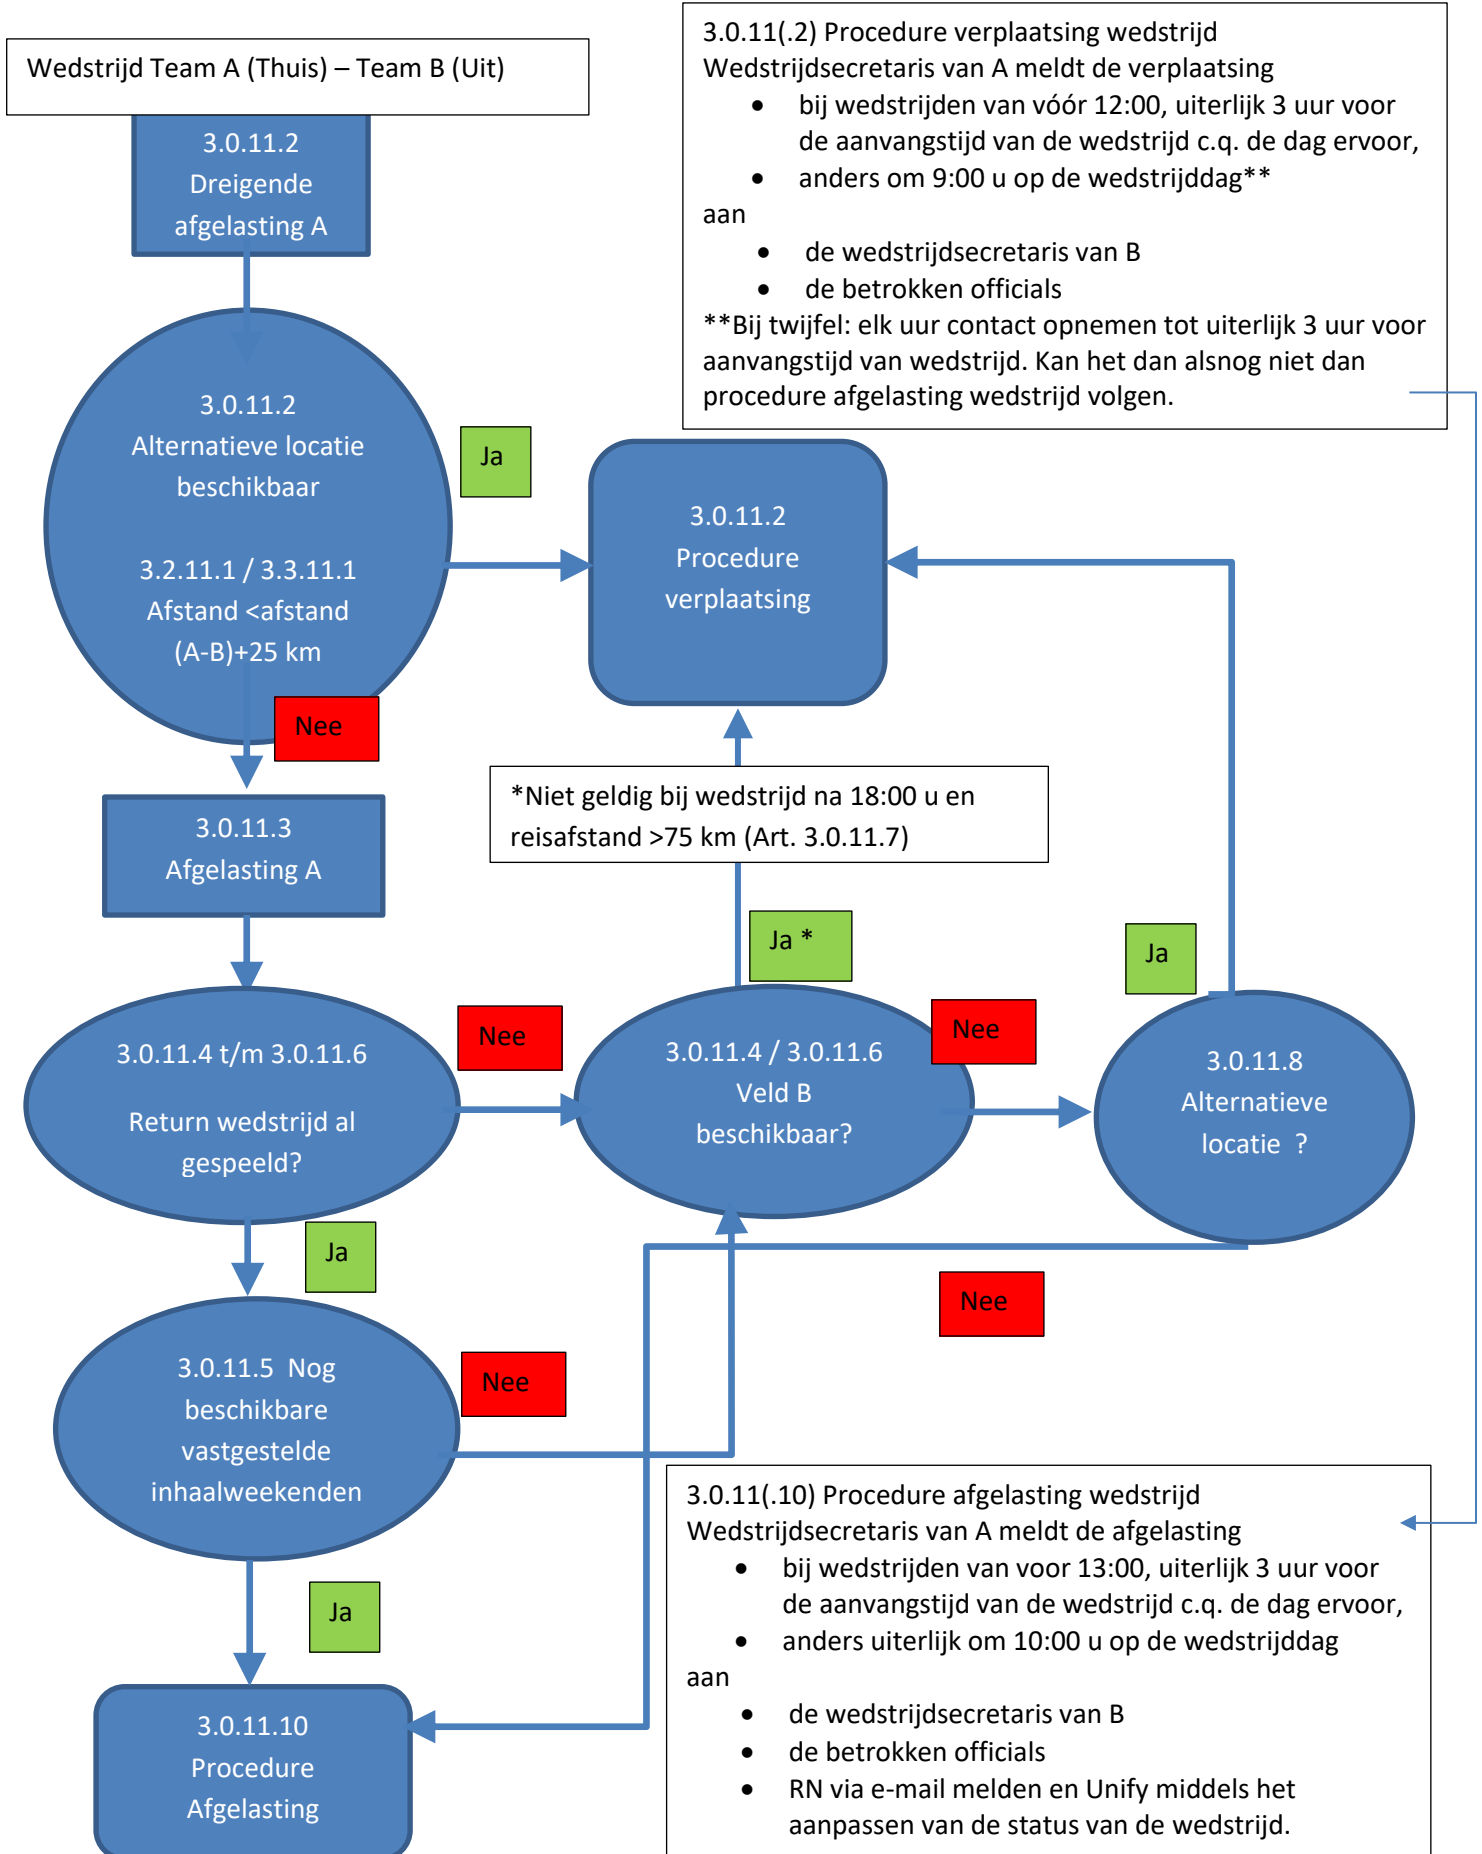 Wedstrijd Team A (Thuis) – Team B (Uit)
3.0.11(.2) Procedure verplaatsing wedstrijd
Wedstrijdsecretaris van A meldt de verplaatsing
• bij wedstrijden van vóór 12:00, uiterlijk 3 uur voor
de aanvangstijd van de wedstrijd c.q. de dag ervoor,
• anders om 9:00 u op de wedstrijddag**
aan
• de wedstrijdsecretaris van B
• de betrokken officials
**Bij twijfel: elk uur contact opnemen tot uiterlijk 3 uur voor
aanvangstijd van wedstrijd. Kan het dan alsnog niet dan
procedure afgelasting wedstrijd volgen.
3.0.11.2
Dreigende
afgelasting A
3.0.11.2
Alternatieve locatie
beschikbaar
3.2.11.1 / 3.3.11.1
Afstand <afstand
(A-B)+25 km
Ja
3.0.11.2
Procedure
verplaatsing
Nee
*Niet geldig bij wedstrijd na 18:00 u en
reisafstand >75 km (Art. 3.0.11.7)
3.0.11.3
Afgelasting A
Ja *
Ja
3.0.11.4 t/m 3.0.11.6
Return wedstrijd al
gespeeld?
Nee
3.0.11.4 / 3.0.11.6
Veld B
beschikbaar?
Nee
3.0.11.8
Alternatieve
locatie ?
Ja
Nee
3.0.11.5 Nog
beschikbare
vastgestelde
inhaalweekenden
Nee
Ja
3.0.11.10
Procedure
Afgelasting
3.0.11(.10) Procedure afgelasting wedstrijd
Wedstrijdsecretaris van A meldt de afgelasting
• bij wedstrijden van voor 13:00, uiterlijk 3 uur voor
de aanvangstijd van de wedstrijd c.q. de dag ervoor,
• anders uiterlijk om 10:00 u op de wedstrijddag
aan
• de wedstrijdsecretaris van B
• de betrokken officials
• RN via e-mail melden en Unify middels het
aanpassen van de status van de wedstrijd.